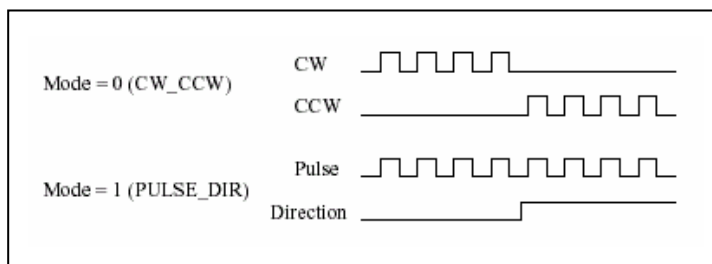 CW
Mode = 0 (CW_CCW)
CCW
Pulse
Mode = 1 (PULSE_DIR)
Direction